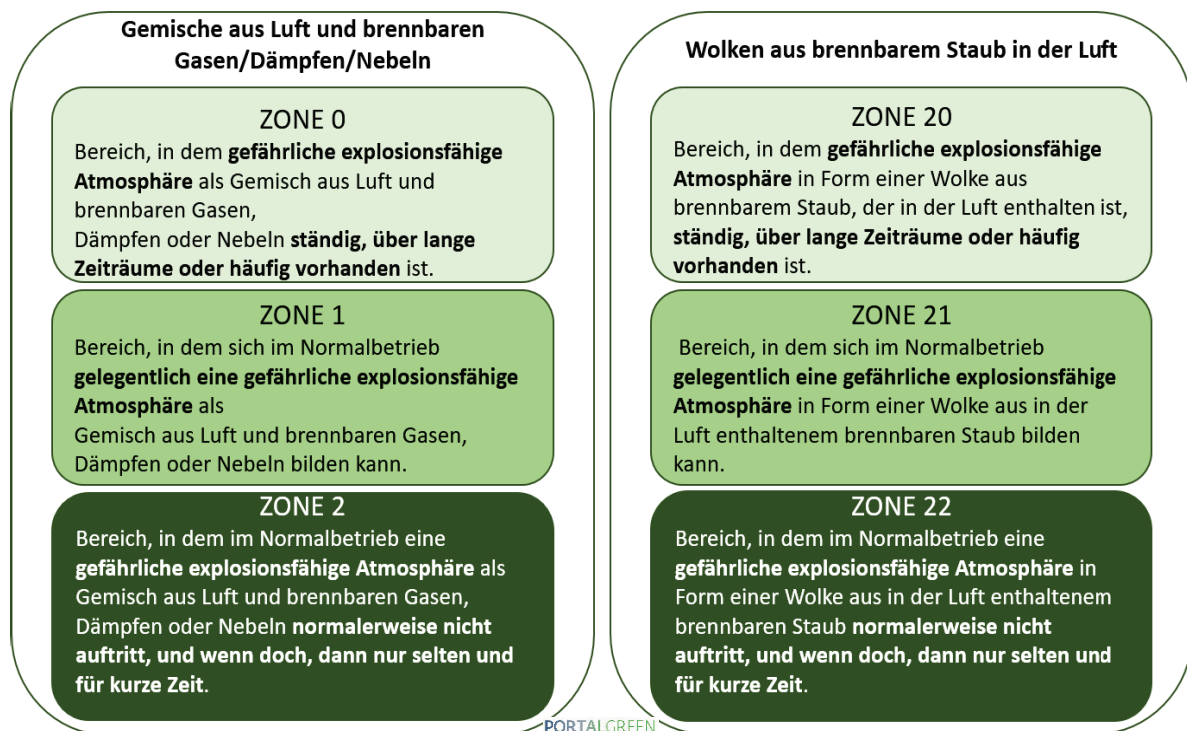 Gemische aus Luft und brennbaren
Gasen/Dämpfen/Nebeln
ZONE 0
Bereich, in dem gefährliche explosionsfähige
Atmosphäre als Gemisch aus Luft und
brennbaren Gasen,
Dämpfen oder Nebeln ständig, über lange
Zeiträume oder häufig vorhanden ist.
ZONE 1
Bereich, in dem sich im Normalbetrieb
gelegentlich eine gefährliche explosionsfähige
Atmosphäre als
Gemisch aus Luft und brennbaren Gasen,
Dämpfen oder Nebeln bilden kann.
ZONE 2
Bereich, in dem im Normalbetrieb eine
gefährliche explosionsfähige Atmosphäre als
Gemisch aus Luft und brennbaren Gasen,
Dämpfen oder Nebeln normalerweise nicht
auftritt, und wenn doch, dann nur selten und
für kurze Zeit.
Wolken aus brennbarem Staub in der Luft
ZONE 20
Bereich, in dem gefährliche explosionsfähige
Atmosphäre in Form einer Wolke aus
brennbarem Staub, der in der Luft enthalten ist,
ständig, über lange Zeiträume oder häufig
vorhanden ist.
ZONE 21
Bereich, in dem sich im Normalbetrieb
gelegentlich eine gefährliche explosionsfähige
Atmosphäre in Form einer Wolke aus in der
Luft enthaltenem brennbaren Staub bilden
kann.
ZONE 22
Bereich, in dem im Normalbetrieb eine
gefährliche explosionsfähige Atmosphäre in
Form einer Wolke aus in der Luft enthaltenem
brennbaren Staub normalerweise nicht
auftritt, und wenn doch, dann nur selten und
für kurze Zeit.
PORTALGREEN